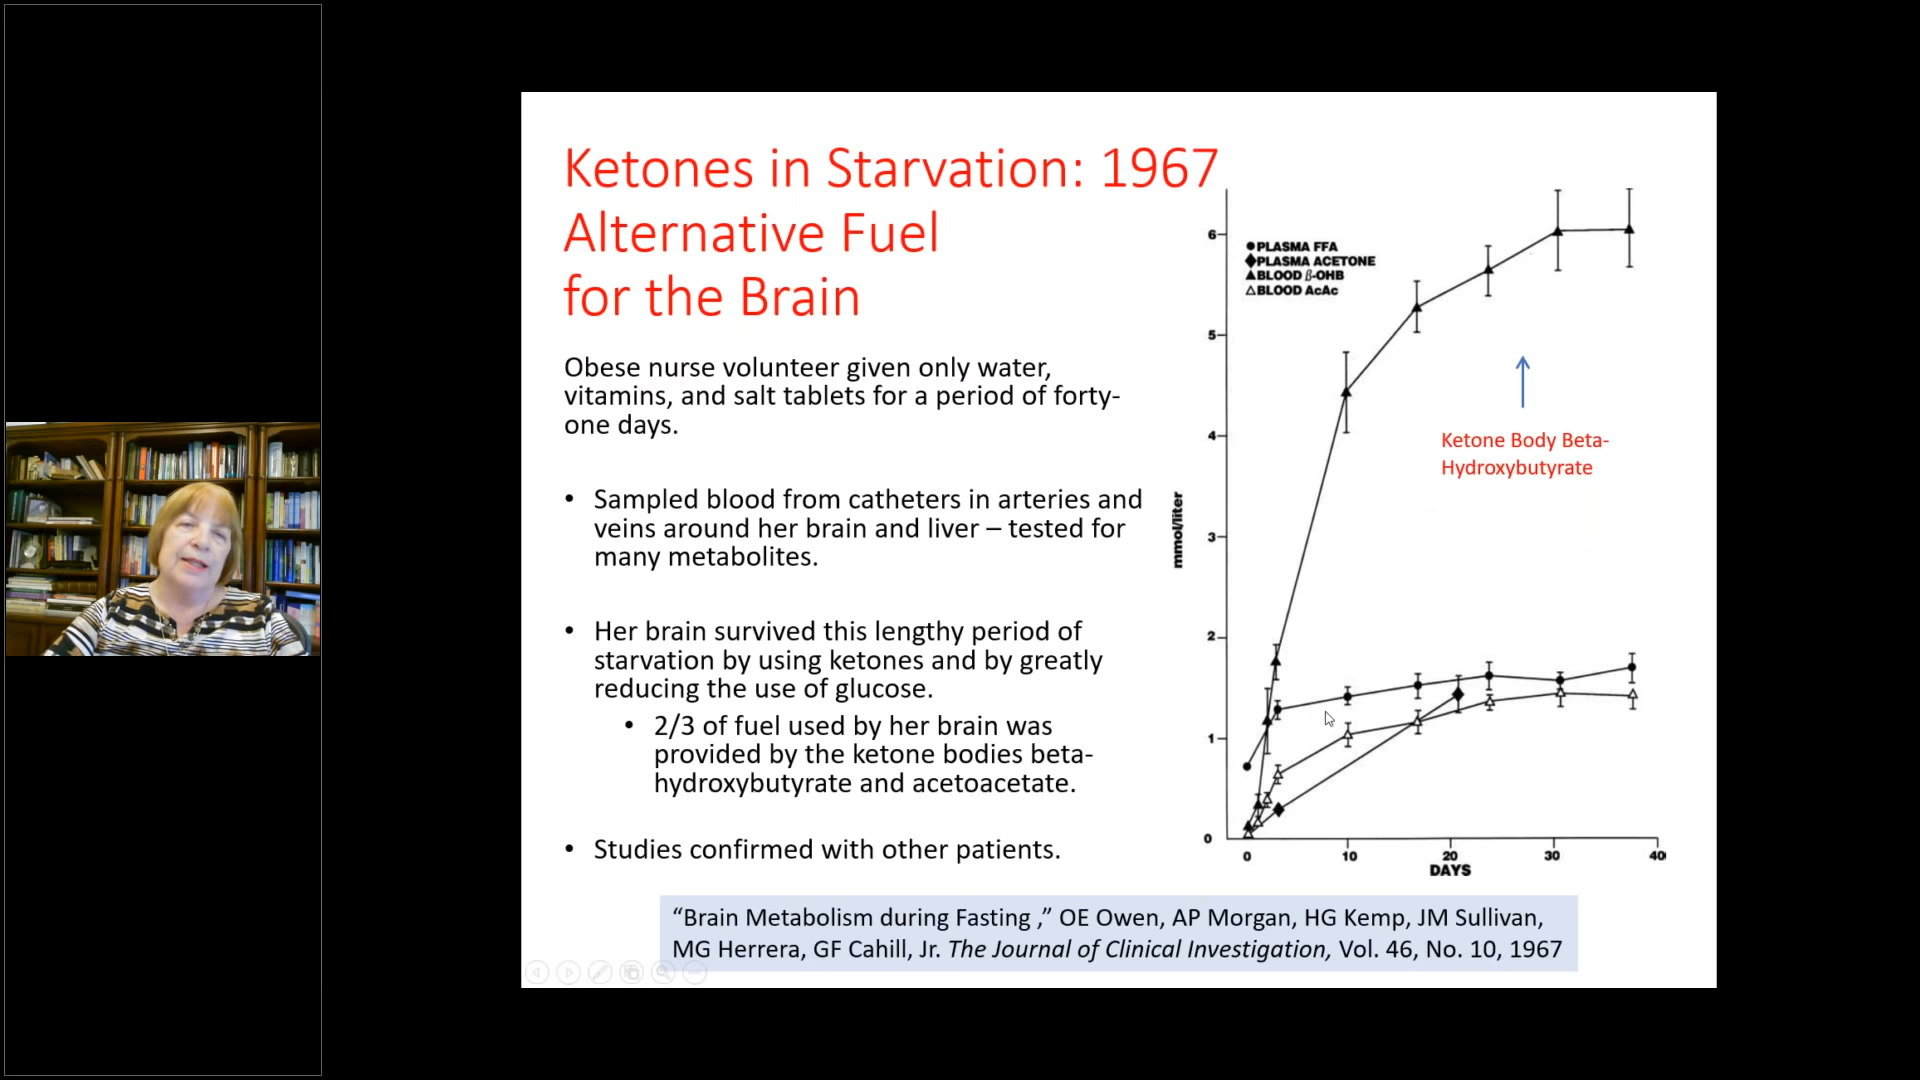 Ketones in Starvation: 1967
Alternative Fuel
for the Brain
Obese nurse volunteer given only water,
vitamins, and salt tablets for a period of forty-
one days.
• Sampled blood from catheters in arteries and
veins around her brain and liver – tested for
many metabolites.
• Her brain survived this lengthy period of
starvation by using ketones and by greatly
reducing the use of glucose.
• 2/3 of fuel used by her brain was
provided by the ketone bodies beta-
hydroxybutyrate and acetoacetate.
• Studies confirmed with other patients.
PLASMA FFA
PLASMA ACETONE
BLOOD β-OHB
BLOOD AcAc
6
5
4
3
2
1
0
mmol/liter
Ketone Body Beta-
Hydroxybutyrate
0 10 20 30 40
DAYS
“Brain Metabolism during Fasting ,” OE Owen, AP Morgan, HG Kemp, JM Sullivan,
MG Herrera, GF Cahill, Jr. The Journal of Clinical Investigation, Vol. 46, No. 10, 1967